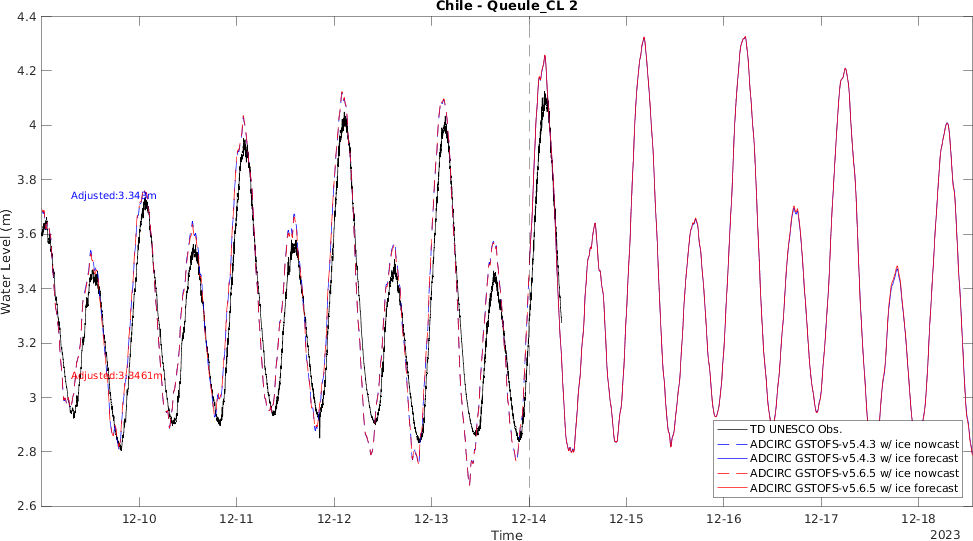 Chile - Queule_CL 2
4.4
4.2
4
3.8
3.6
3.4
3.2
3
2.8
2.6
Water Level (m)
Adjusted:3.343m
Adjusted:3.3461m
TD UNESCO Obs.
ADCIRC GSTOFS-v5.4.3 w/ ice nowcast
ADCIRC GSTOFS-v5.4.3 w/ ice forecast
ADCIRC GSTOFS-v5.6.5 w/ ice nowcast
ADCIRC GSTOFS-v5.6.5 w/ ice forecast
12-10 12-11 12-12 12-13 12-14 12-15 12-16 12-17 12-18
Time
2023